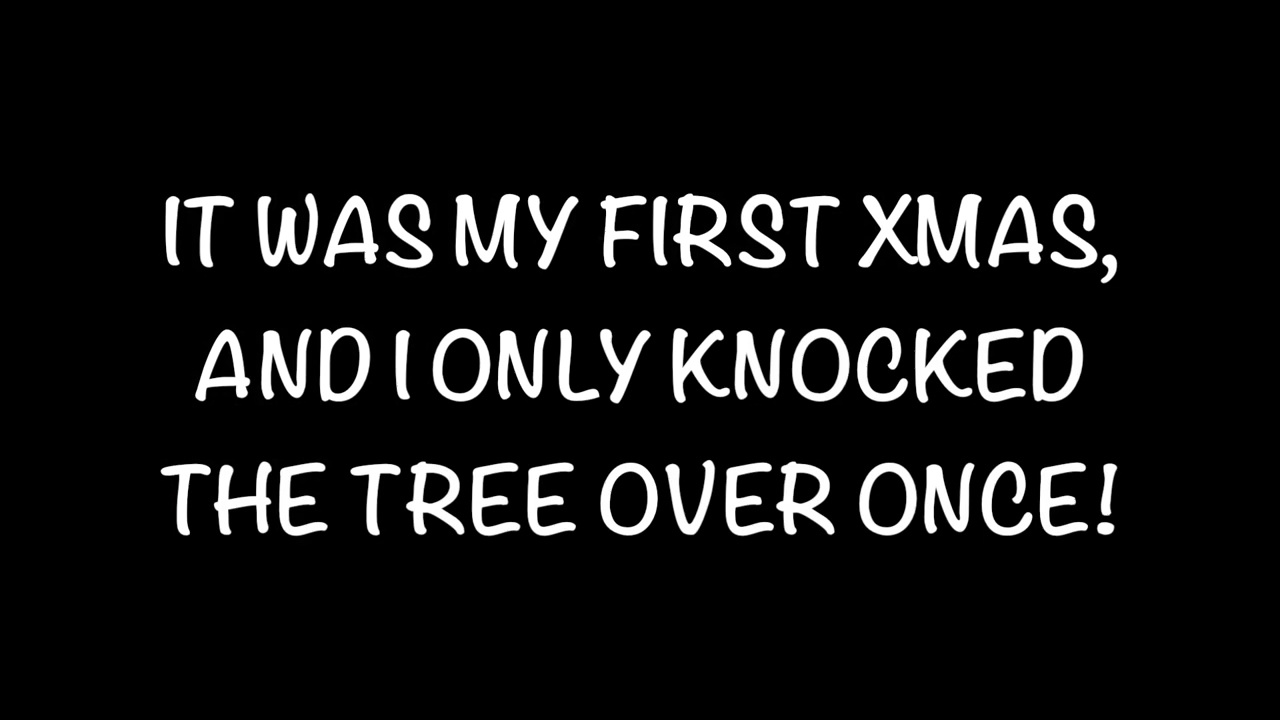 IT WAS MY FIRST XMAS,
AND I ONLY KNOCKED
THE TREE OVER ONCE!